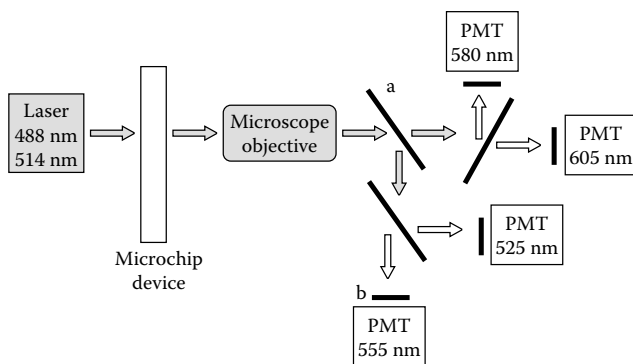 PMT
580 nm
a
Laser
488 nm
514 nm
Microscope
objective
PMT
605 nm
Microchip
device
PMT
525 nm
b
PMT
555 nm